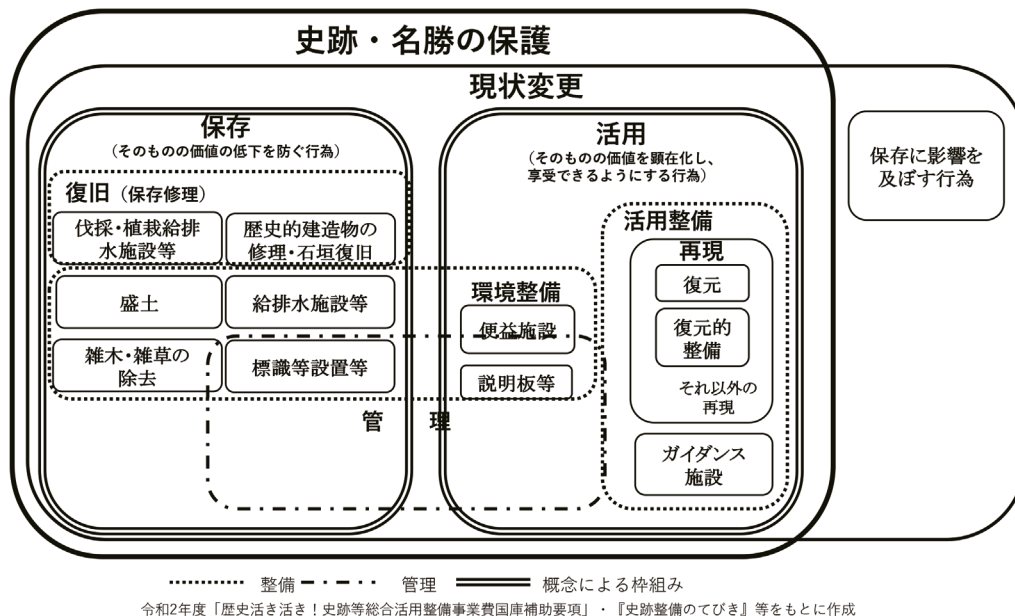 史跡・名勝の保護
現状変更
保存
（そのものの価値の低下を防ぐ行為）
復旧（保存修理）
伐採・植栽給排
水施設等
歴史的建造物の
修理・石垣復旧
盛土
給排水施設等
雑木・雑草の
除去
標識等設置等
管　理
活用
（そのものの価値を顕在化し、
享受できるようにする行為）
環境整備
便益施設
説明板等
活用整備
再現
復元
復元的
整備
それ以外の
再現
ガイダンス
施設
保存に影響を
及ぼす行為
整備
管理
概念による枠組み
令和2年度「歴史活き活き！史跡等総合活用整備事業費国庫補助要項」・『史跡整備のてびき』等をもとに作成